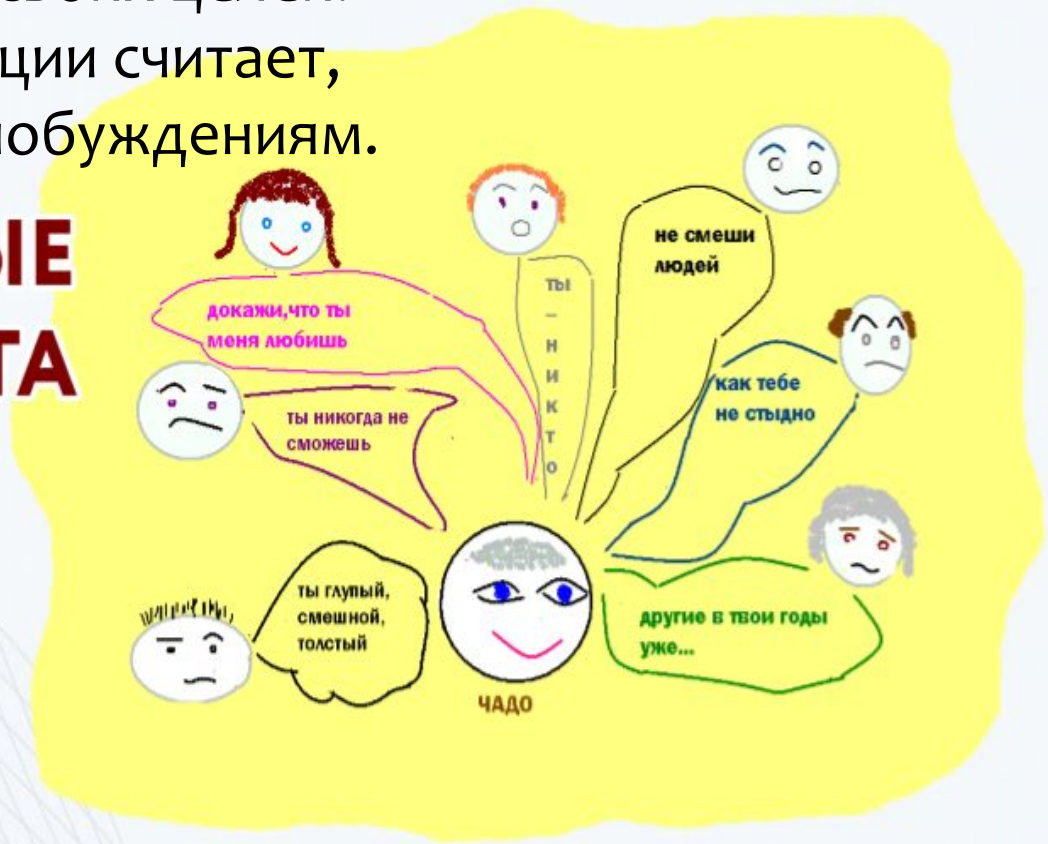 ции считает,
побуждениям.
ЫЕ
ТА
докажи,что ты
меня любишь
ты
–
н
и
к
т
о
не смеши
людей
как тебе
не стыдно
ты никогда не
сможешь
ты глупый,
смешной,
толстый
другие в твои годы
уже...
ЧАДО